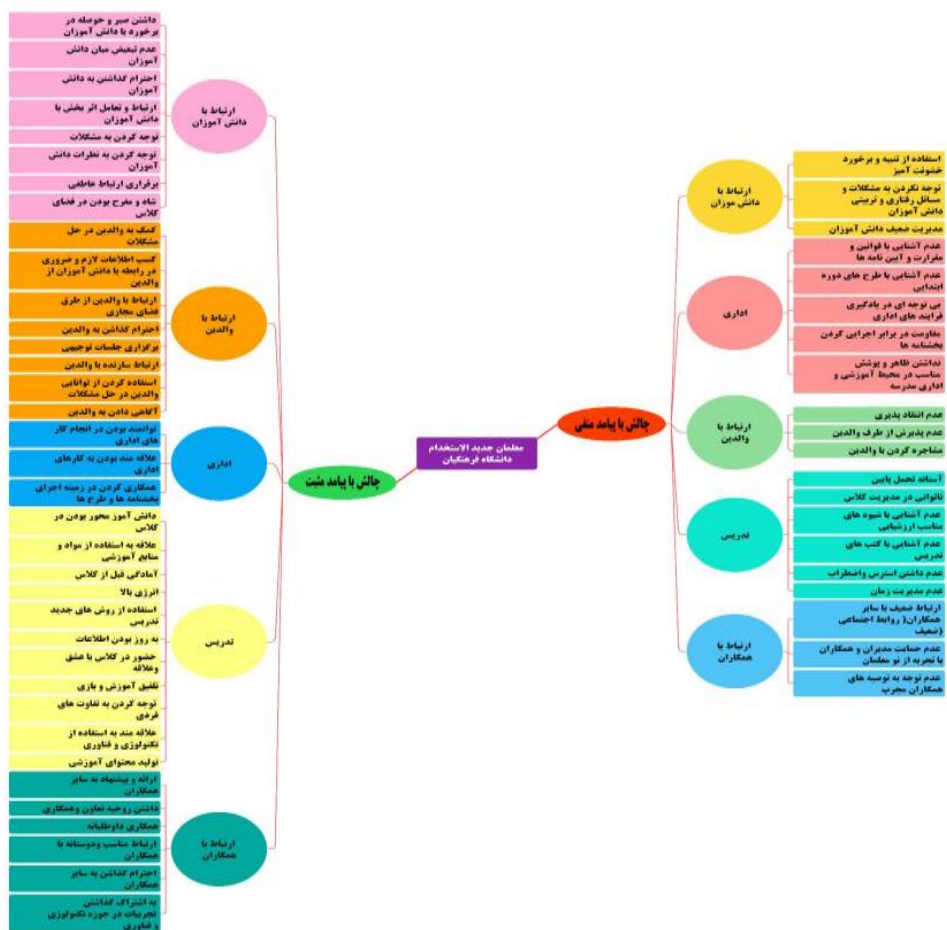 معلمان جدید الاستخدام
دانشگاه فرهنگیان
چالش با پیامد منفی
ارتباط با
دانش موزان
استفاده از تنبیه و برخورد
خشونت آمیز
توجه نکردن به مشکلات و
مسائل رفتاری و تربیتی
دانش آموزان
مدیریت ضعیف دانش آموزان
اداری
عدم آشنایی با قوانین و
مقرارت و آیین نامه ها
عدم آشنایی با طرح های دوره
ابتدایی
بی توجه ای در یادگیری
فرایند های اداری
مقاومت در برابر اجرایی کردن
بخشنامه ها
نداشتن ظاهر و پوشش
مناسب در محیط آموزشی و
اداری مدرسه
ارتباط با
والدین
عدم انتقاد پذیری
عدم پذیرش از طرف والدین
مشاجره کردن با والدین
تدریس
آستانه تحمل پایین
ناتوانی در مدیریت کلاس
عدم آشنایی با شیوه های
مناسب ارزشیابی
عدم آشنایی با کتب های
تدریس
عدم داشتن استرس واضطراب
عدم مدیریت زمان
ارتباط با
همکاران
ارتباط ضعیف با سایر
همکاران( روابط اجتماعی
(ضعیف
عدم حمایت مدیران و همکاران
با تجربه از نو معلمان
عدم توجه به توصیه های
همکاران مجرب
چالش با پیامد مثبت
ارتباط با
دانش آموزان
داشتن صبر و حوصله در
برخورد با دانش آموزان
عدم تبعیض میان دانش
آموزان
احترام گذاشتن به دانش
آموزان
ارتباط و تعامل اثر بخش با
دانش آموزان
توجه کردن به مشکلات
توجه کردن به نظرات دانش
آموزان
برقراری ارتباط عاطفی
شاد و مفرح بودن در فضای
کلاس
ارتباط با
والدین
کمک به والدین در حل
مشکلات
کسب اطلاعات لازم و ضروری
در رابطه با دانش آموزان از
والدین
ارتباط با والدین از طرق
فضای مجازی
احترام گذاشن به والدین
برگزاری جلسات توجیهی
ارتباط سازنده با والدین
استفاده کردن از توانایی
والدین در حل مشکلات
آگاهی دادن به والدین
اداری
توانمند بودن در انجام کار
های اداری
علاقه مند بودن به کارهای
اداری
همکاری کردن در زمینه اجرای
بخشنامه ها و طرح ها
تدریس
دانش آموز محور بودن در
کلاس
علاقه به استفاده از مواد و
منابع آموزشی
آمادگی قبل از کلاس
انرژی بالا
استفاده از روش های جدید
تدریس
به روز بودن اطلاعات
حضور در کلاس با عشق
وعلاقه
تلفیق آموزش و بازی
توجه کردن به تفاوت های
فردی
علاقه مند به استفاده از
تکنولوژی و فناوری
تولید محتوای آموزشی
ارتباط با
همکاران
ارائه و پیشنهاد به سایر
همکاران
داشتن روحیه تعاون وهمکاری
همکاری داوطلبانه
ارتباط مناسب ودوستانه با
همکاران
احترام گذاشن به سایر
همکاران
به اشتراک گذاشتن
تجربیات در حوزه تکنولوژی
و فناوری